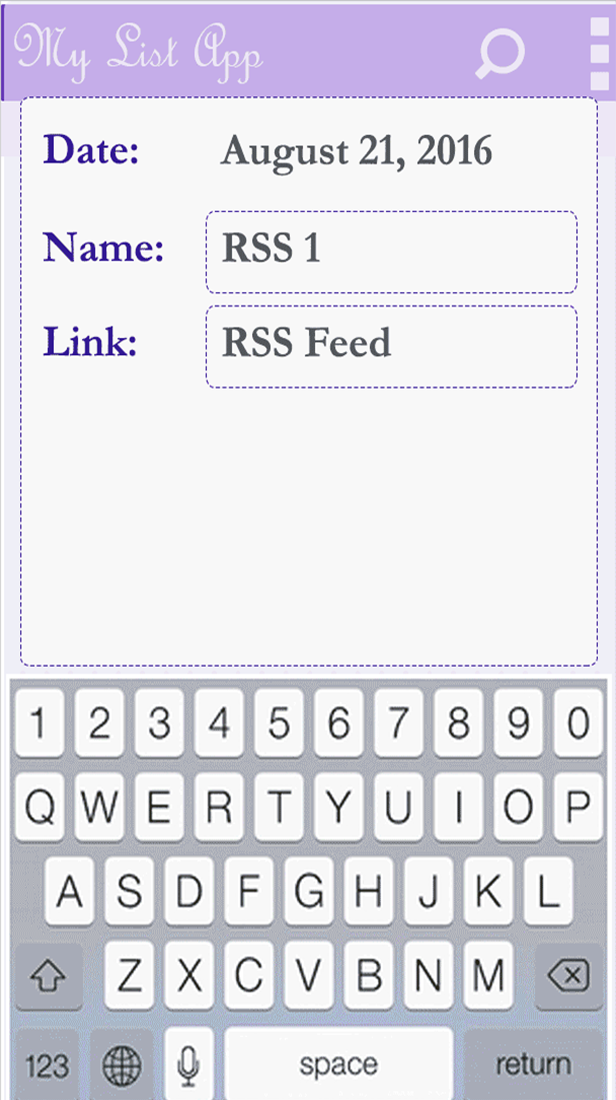 My List App
Date: August 21, 2016
Name: RSS 1
Link: RSS Feed
1 2 3 4 5 6 7 8 9 0
Q W E R T Y U I O P
A S D F G H J K L
Z X C V B N M
123 space return